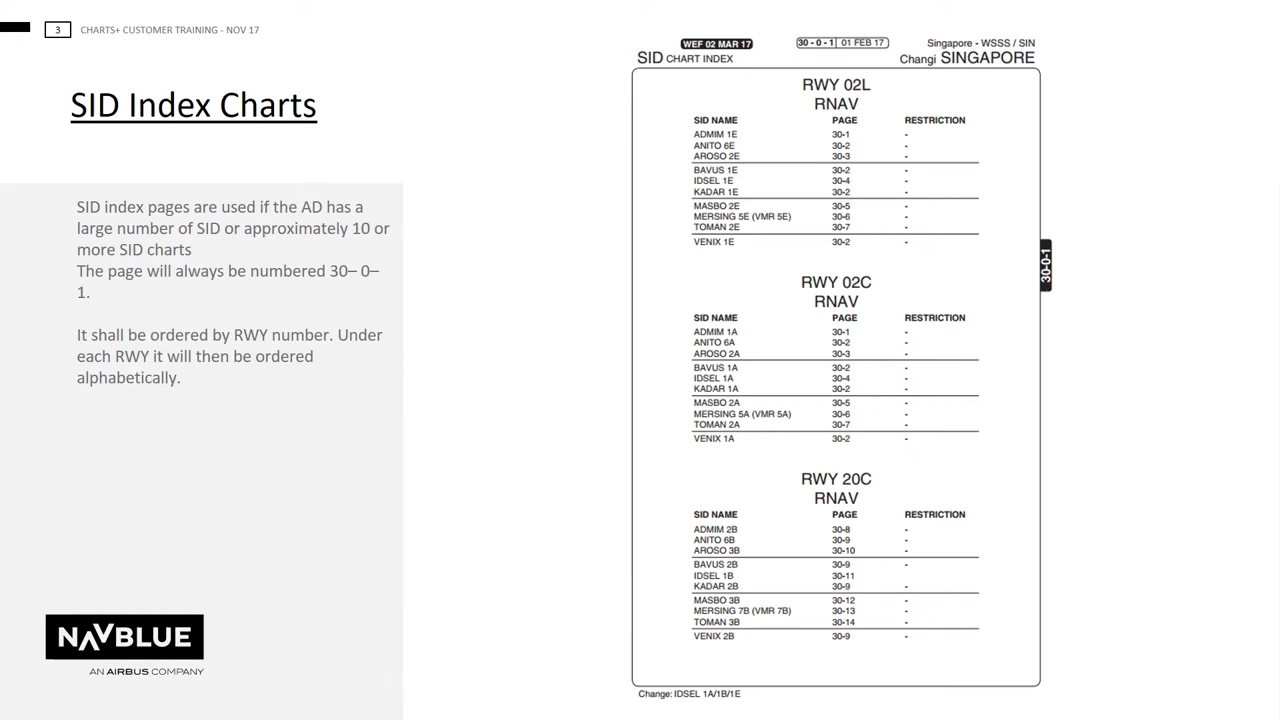 3 CHARTS+ CUSTOMER TRAINING - NOV 17
SID Index Charts
SID index pages are used if the AD has a
large number of SID or approximately 10 or
more SID charts
The page will always be numbered 30– 0–
1.
It shall be ordered by RWY number. Under
each RWY it will then be ordered
alphabetically.
NAVBLUE
AN AIRBUS COMPANY
WEF 02 MAR 17 30 - 0 - 1 01 FEB 17 Singapore - WSSS / SIN
SID CHART INDEX Changi SINGAPORE
RWY 02L
RNAV
SID NAME PAGE RESTRICTION
ADMIM 1E 30-1 -
ANITO 6E 30-2 -
AROSO 2E 30-3 -
BAVUS 1E 30-2 -
IDSEL 1E 30-4 -
KADAR 1E 30-2 -
MASBO 2E 30-5 -
MERSING 5E (VMR 5E) 30-6 -
TOMAN 2E 30-7 -
VENIX 1E 30-2 -
30-0-1
RWY 02C
RNAV
SID NAME PAGE RESTRICTION
ADMIM 1A 30-1 -
ANITO 6A 30-2 -
AROSO 2A 30-3 -
BAVUS 1A 30-2 -
IDSEL 1A 30-4 -
KADAR 1A 30-2 -
MASBO 2A 30-5 -
MERSING 5A (VMR 5A) 30-6 -
TOMAN 2A 30-7 -
VENIX 1A 30-2 -
RWY 20C
RNAV
SID NAME PAGE RESTRICTION
ADMIM 2B 30-8 -
ANITO 6B 30-9 -
AROSO 3B 30-10 -
BAVUS 2B 30-9 -
IDSEL 1B 30-11 -
KADAR 2B 30-9 -
MASBO 3B 30-12 -
MERSING 7B (VMR 7B) 30-13 -
TOMAN 3B 30-14 -
VENIX 2B 30-9 -
Change: IDSEL 1A/1B/1E